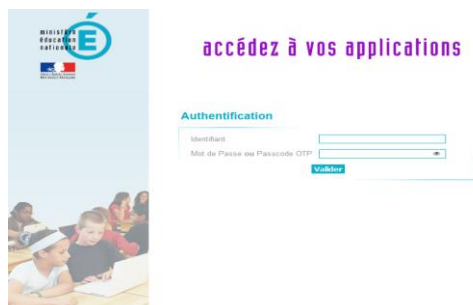 ministère
éducation
nationale
É
accédez à vos applications
Authentification
Identifiant
Mot de Passe ou Passcode OTP
Valider